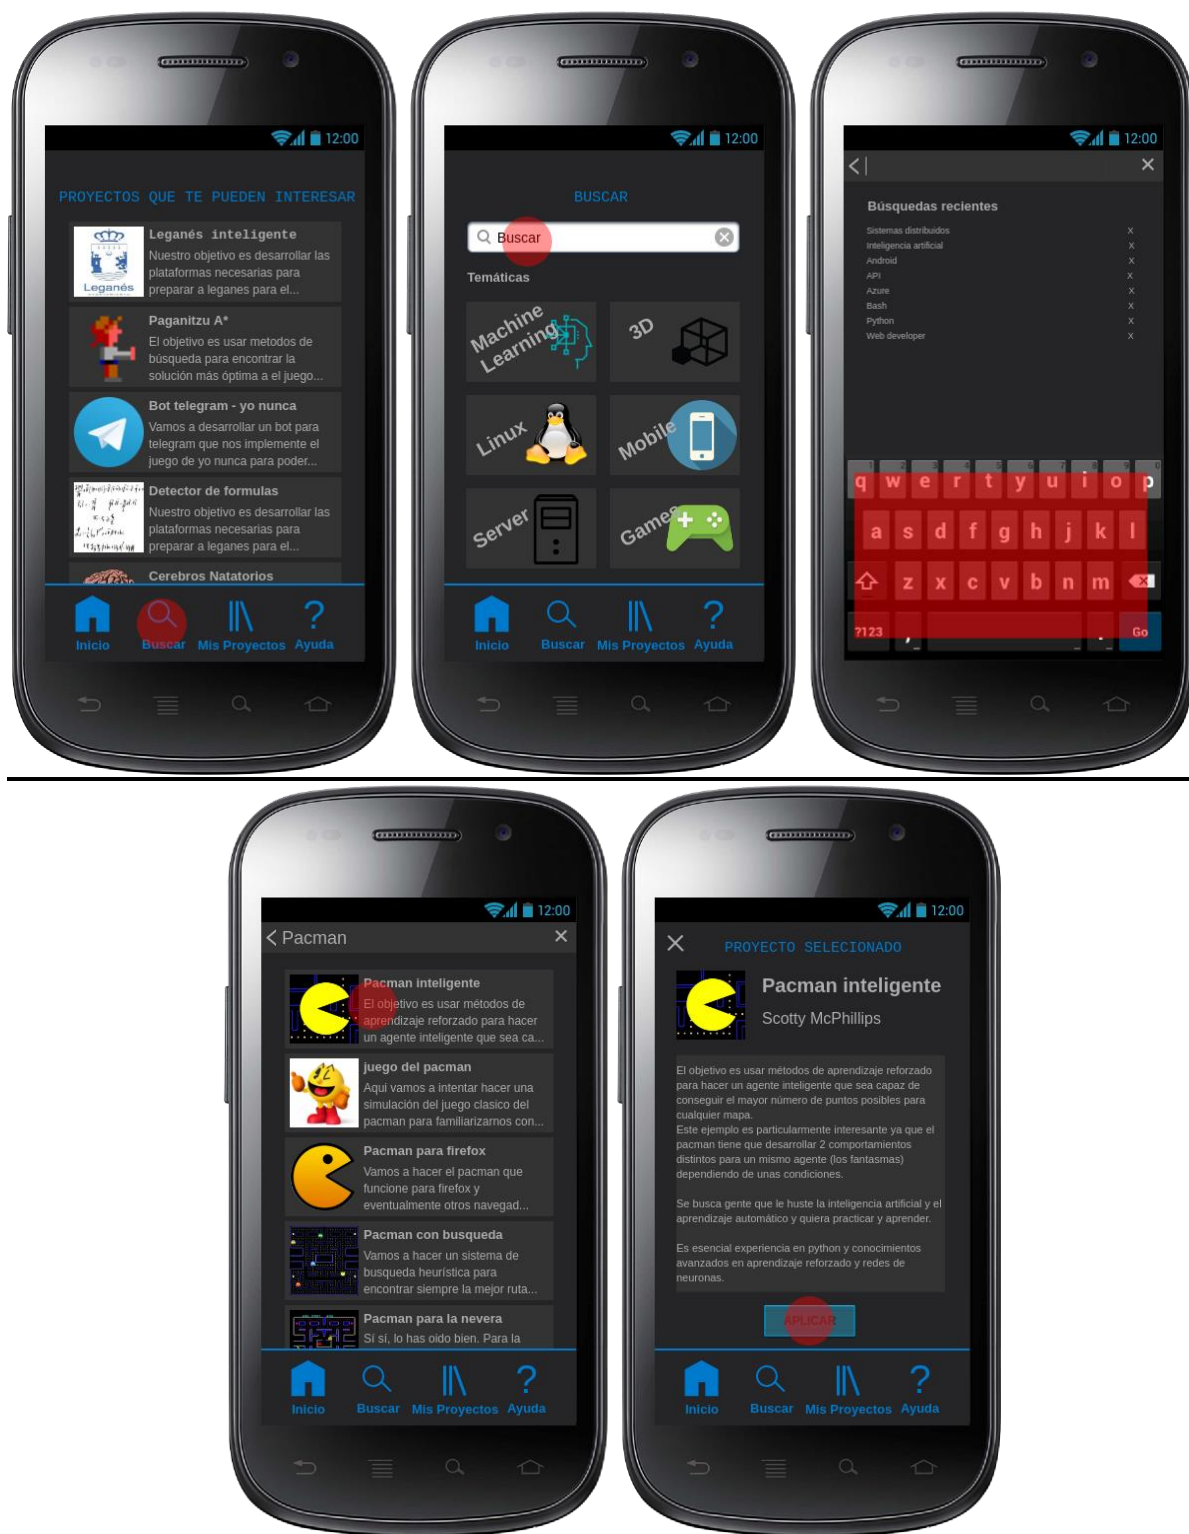 12:00
PROYECTOS QUE TE PUEDEN INTERESAR
Leganés inteligente
Nuestro objetivo es desarrollar las
plataformas necesarias para
preparar a leganes para el...
Leganés
Paganitzu A*
El objetivo es usar metodos de
búsqueda para encontrar la
solución más óptima a el juego...
Bot telegram - yo nunca
Vamos a desarrollar un bot para
telegram que nos implemente el
juego de yo nunca para poder...
Detector de formulas
Nuestro objetivo es desarrollar las
plataformas necesarias para
preparar a leganes para el...
Cerebros Natatorios
Inicio Buscar Mis Proyectos Ayuda
12:00
BUSCAR
Buscar
Temáticas
Machine
Learning
3D
Linux
Mobile
Server
Games
Inicio Buscar Mis Proyectos Ayuda
12:00
Búsquedas recientes
Sistemas distribuidos X
Inteligencia artificial X
Android X
API X
Azure X
Bash X
Python X
Web developer X
1 2 3 4 5 6 7 8 9 0
q w e r t y u i o p
a s d f g h j k l
z x c v b n m
?123 , . Go
12:00
Pacman
Pacman inteligente
El objetivo es usar métodos de
aprendizaje reforzado para hacer
un agente inteligente que sea ca...
juego del pacman
Aqui vamos a intentar hacer una
simulación del juego clasico del
pacman para familiarizarnos con...
Pacman para firefox
Vamos a hacer el pacman que
funcione para firefox y
eventualmente otros navegad...
Pacman con busqueda
Vamos a hacer un sistema de
busqueda heurística para
encontrar siempre la mejor ruta...
Pacman para la nevera
Sí sí, lo has oido bien. Para la
Inicio Buscar Mis Proyectos Ayuda
12:00
PROYECTO SELECIONADO
Pacman inteligente
Scotty McPhillips
El objetivo es usar métodos de aprendizaje reforzado
para hacer un agente inteligente que sea capaz de
conseguir el mayor número de puntos posibles para
cualquier mapa.
Este ejemplo es particularmente interesante ya que el
pacman tiene que desarrollar 2 comportamientos
distintos para un mismo agente (los fantasmas)
dependiendo de unas condiciones.
Se busca gente que le huste la inteligencia artificial y el
aprendizaje automático y quiera practicar y aprender.
Es esencial experiencia en python y conocimientos
avanzados en aprendizaje reforzado y redes de
neuronas.
APLICAR
Inicio Buscar Mis Proyectos Ayuda